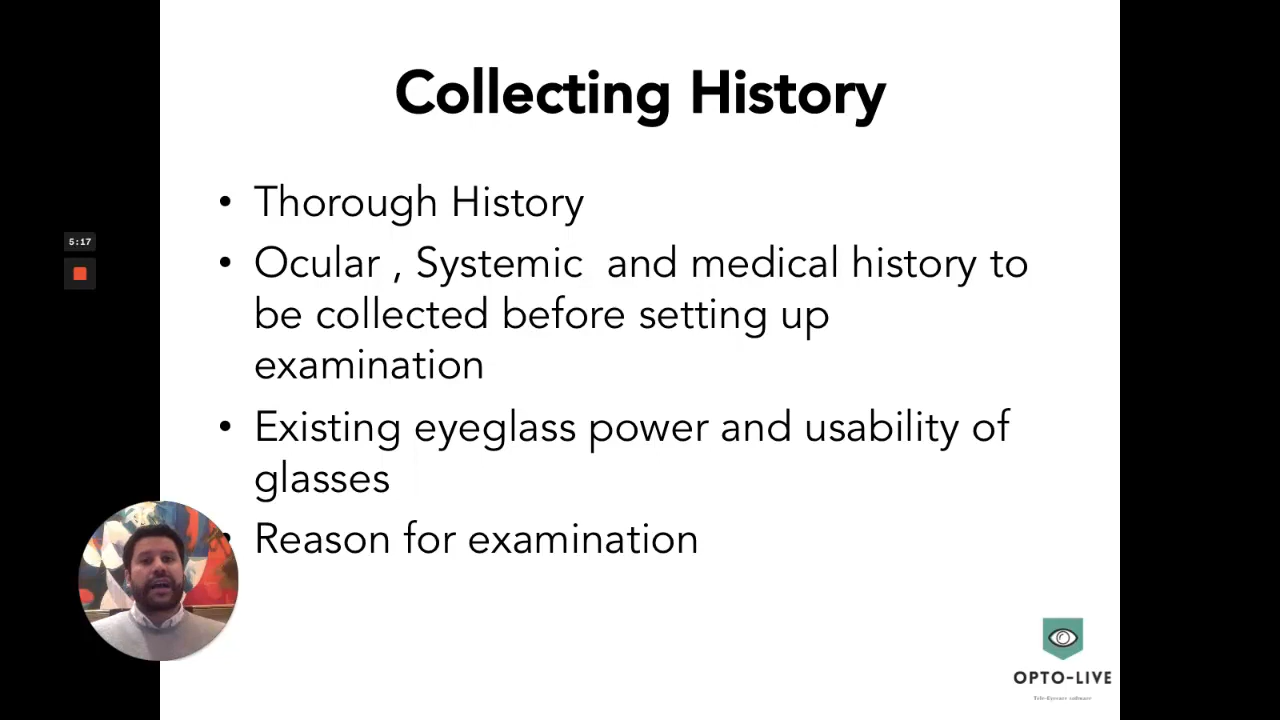 Collecting History
• Thorough History
• Ocular , Systemic and medical history to
be collected before setting up
examination
• Existing eyeglass power and usability of
glasses
• Reason for examination
5:17
OPTO-LIVE